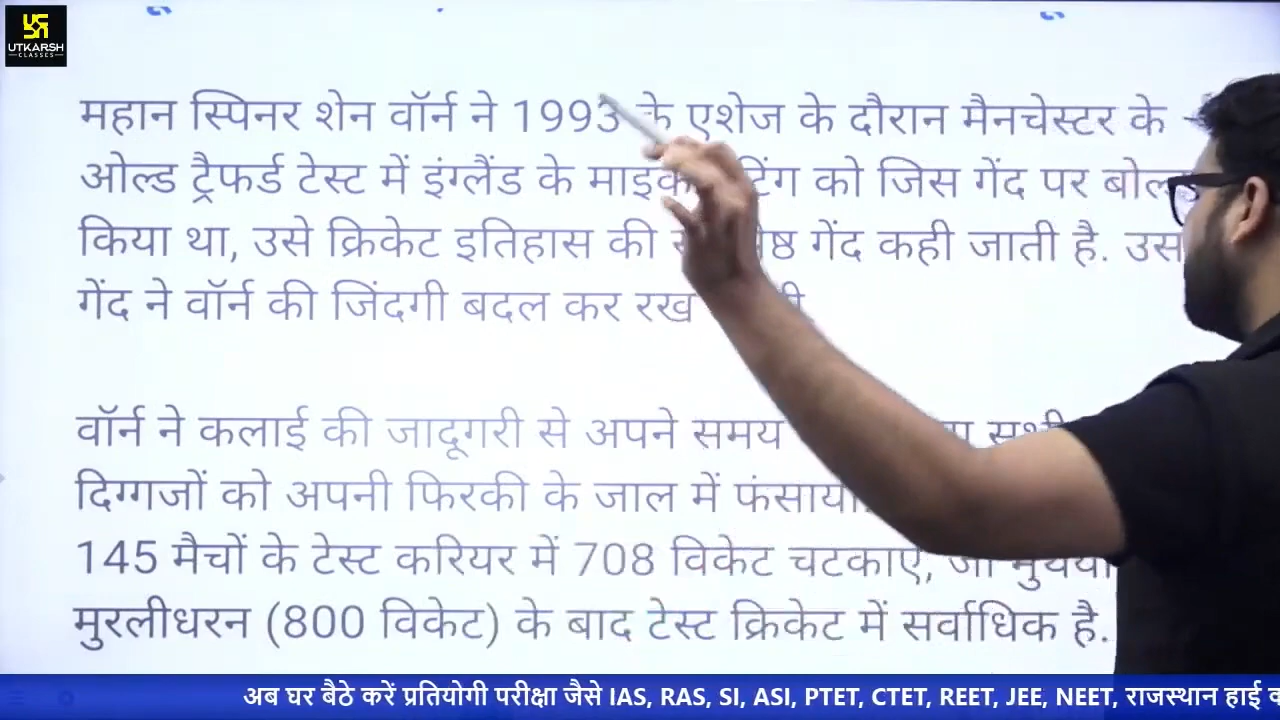 UTKARSH
CLASSES
महान स्पिनर शेन वॉर्न ने 1993 के एशेज के दौरान मैनचेस्टर के
ओल्ड ट्रैफर्ड टेस्ट में इंग्लैंड के को जिस गेंद पर
किया था, उसे क्रिकेट इतिहास की गेंद कही जाती है. उस
गेंद ने वॉर्न की जिंदगी बदल कर रख
वॉर्न ने कलाई की जादूगरी से अपने समय
दिग्गजों को अपनी फिरकी के जाल में फंसाया
145 मैचों के टेस्ट करियर में 708 विकेट चटकाए,
मुरलीधरन (800 विकेट) के बाद टेस्ट क्रिकेट में सर्वाधिक है.
अब घर बैठे करें प्रतियोगी परीक्षा जैसे IAS, RAS, SI, ASI, PTET, CTET, REET, JEE, NEET, राजस्थान हाई